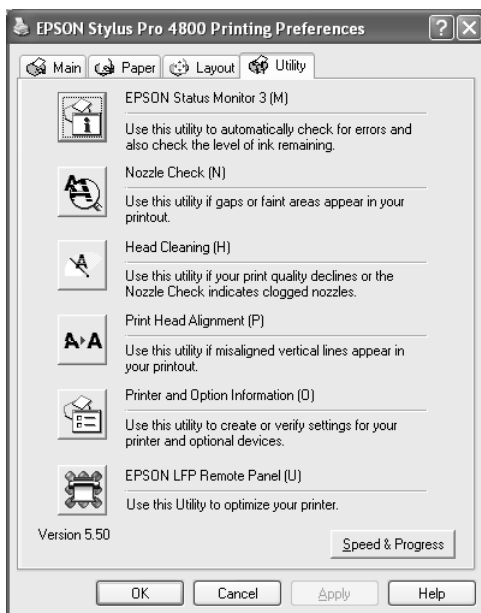 EPSON Stylus Pro 4800 Printing Preferences
Main Paper Layout Utility
EPSON Status Monitor 3 (M)
Use this utility to automatically check for errors and
also check the level of ink remaining.
Nozzle Check (N)
Use this utility if gaps or faint areas appear in your
printout.
Head Cleaning (H)
Use this utility if your print quality declines or the
Nozzle Check indicates clogged nozzles.
Print Head Alignment (P)
Use this utility if misaligned vertical lines appear in
your printout.
Printer and Option Information (O)
Use this utility to create or verify settings for your
printer and optional devices.
EPSON LFP Remote Panel (U)
Use this Utility to optimize your printer.
Version 5.50
Speed & Progress
OK Cancel Apply Help